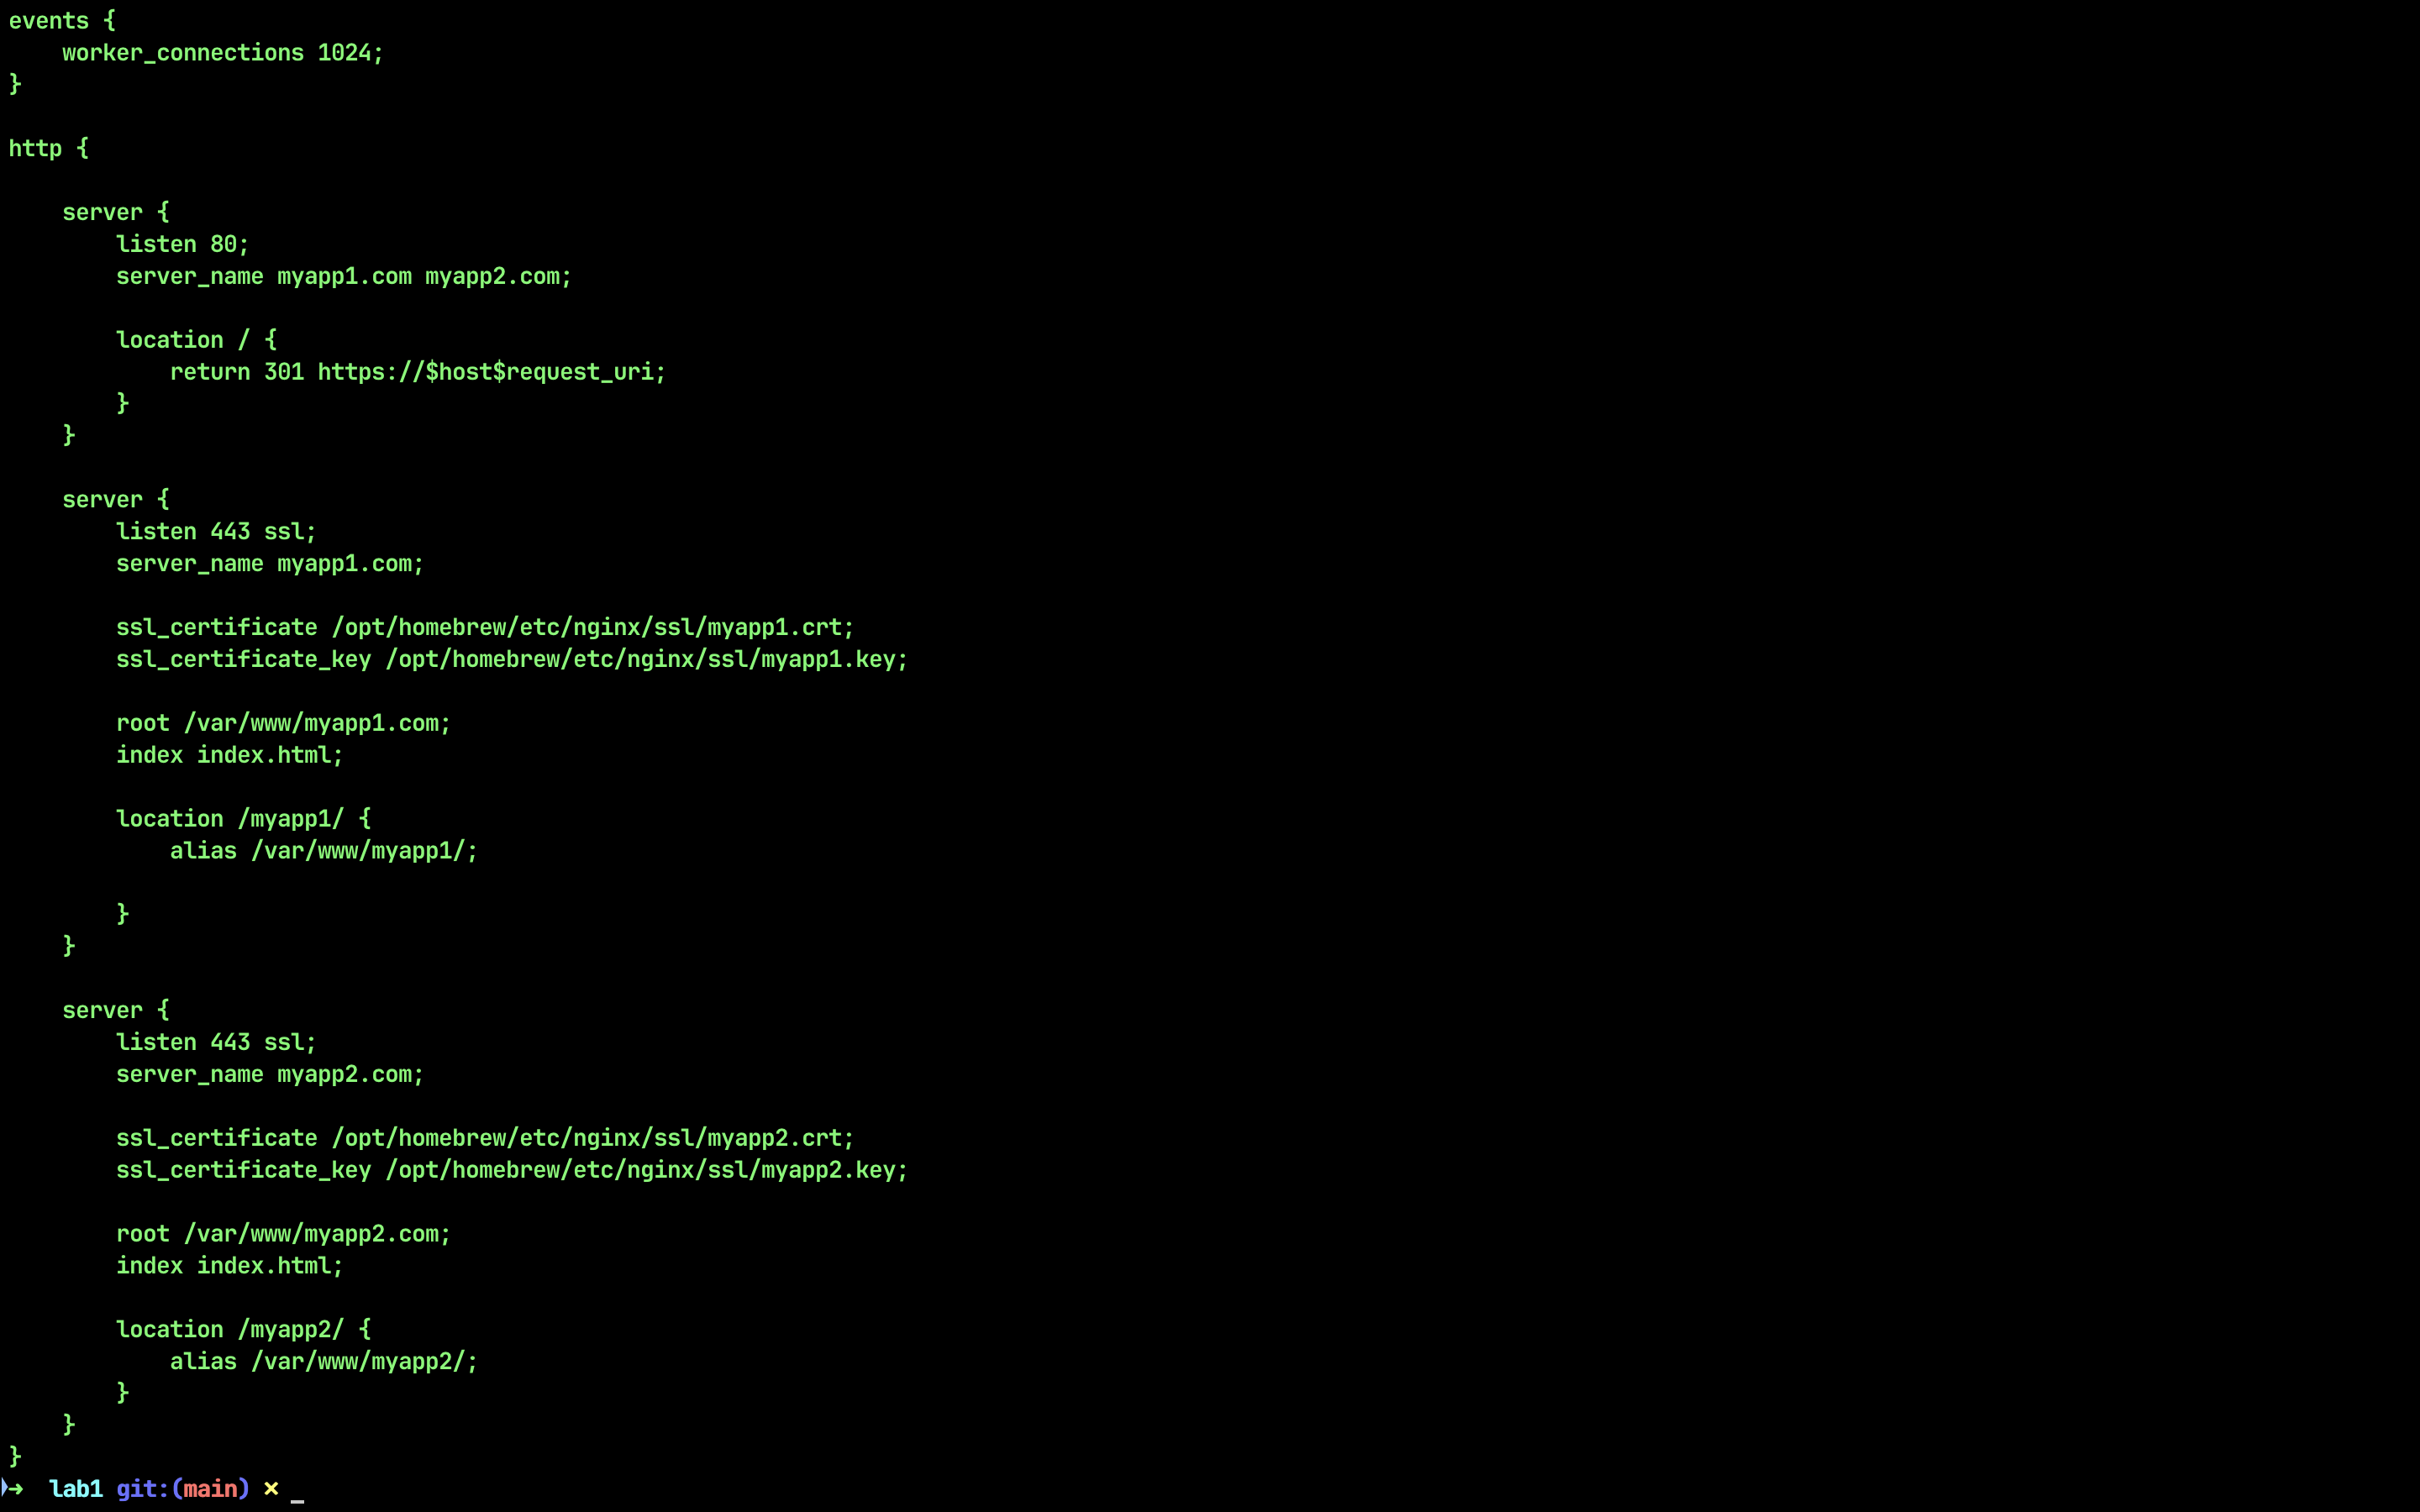 events {
    worker_connections 1024;
}

http {

    server {
        listen 80;
        server_name myapp1.com myapp2.com;

        location / {
            return 301 https://$host$request_uri;
        }
    }

    server {
        listen 443 ssl;
        server_name myapp1.com;

        ssl_certificate /opt/homebrew/etc/nginx/ssl/myapp1.crt;
        ssl_certificate_key /opt/homebrew/etc/nginx/ssl/myapp1.key;

        root /var/www/myapp1.com;
        index index.html;

        location /myapp1/ {
            alias /var/www/myapp1/;

        }
    }

    server {
        listen 443 ssl;
        server_name myapp2.com;

        ssl_certificate /opt/homebrew/etc/nginx/ssl/myapp2.crt;
        ssl_certificate_key /opt/homebrew/etc/nginx/ssl/myapp2.key;

        root /var/www/myapp2.com;
        index index.html;

        location /myapp2/ {
            alias /var/www/myapp2/;
        }
    }
}
➜  lab1 git:(main) ✗ _